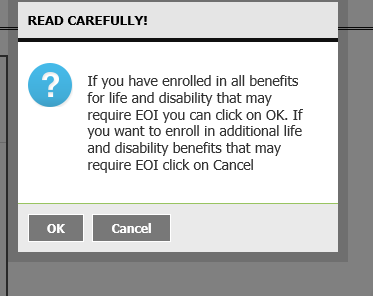 READ CAREFULLY!
If you have enrolled in all benefits
for life and disability that may
require EOI you can click on OK. If
you want to enroll in additional life
and disability benefits that may
require EOI click on Cancel
OK Cancel